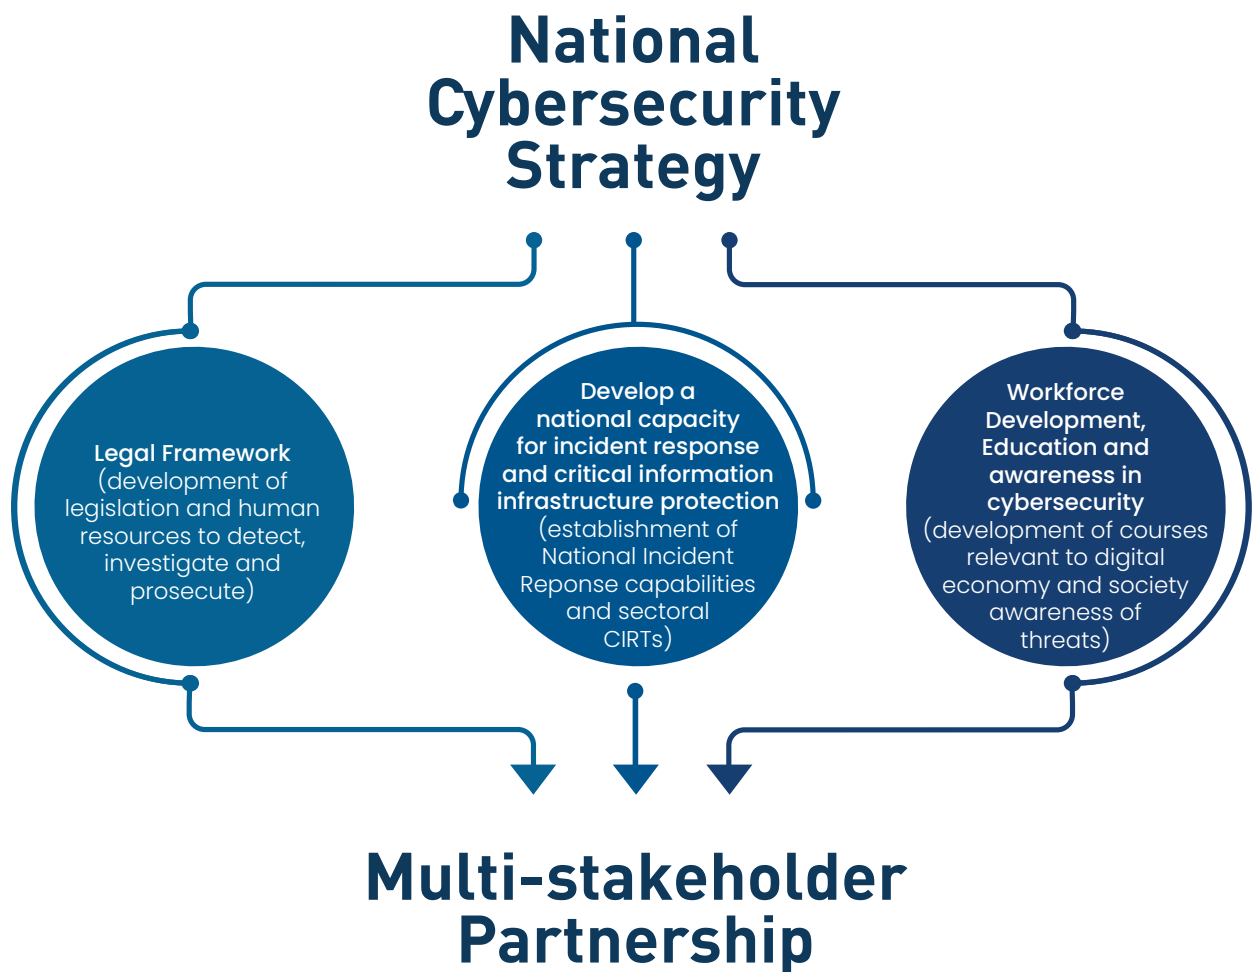 National
Cybersecurity
Strategy
Legal Framework
(development of
legislation and human
resources to detect,
investigate and
prosecute)
Develop a
national capacity
for incident response
and critical information
infrastructure protection
(establishment of
National Incident
Reponse capabilities
and sectoral
CIRTs)
Workforce
Development,
Education and
awareness in
cybersecurity
(development of courses
relevant to digital
economy and society
awareness of
threats)
Multi-stakeholder
Partnership